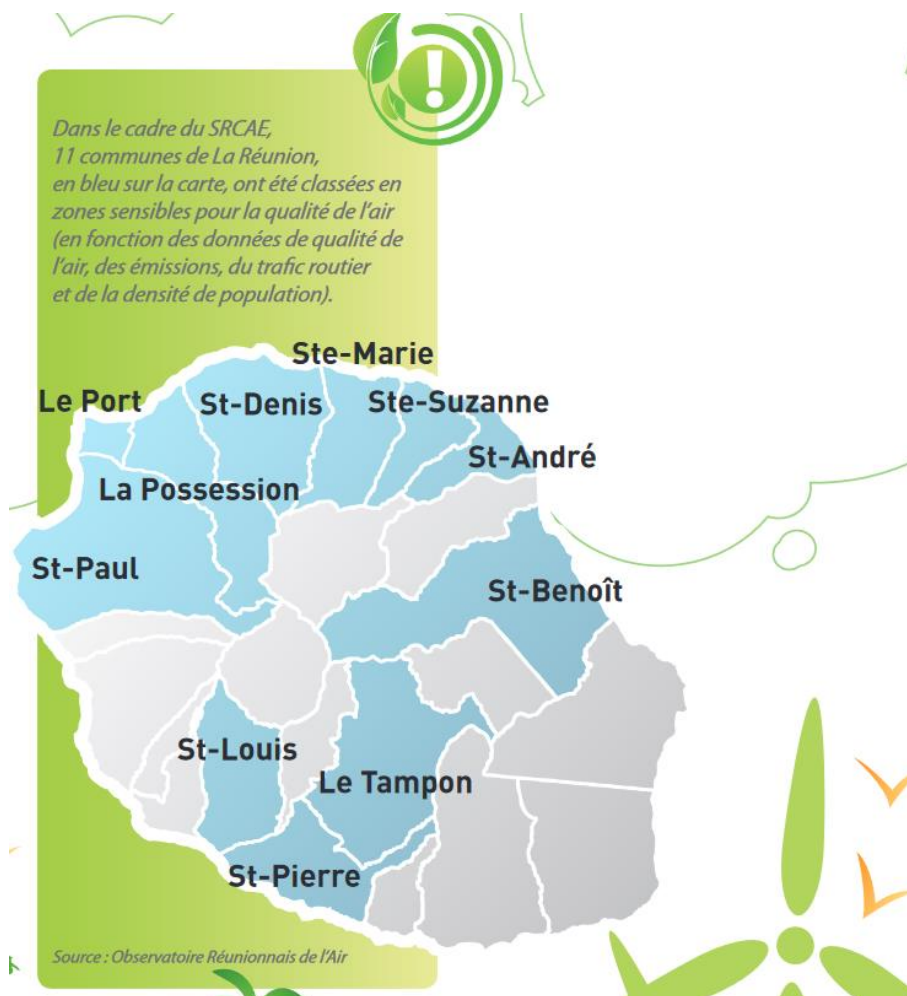 !
Dans le cadre du SRCAE,
11 communes de La Réunion,
en bleu sur la carte, ont été classées en
zones sensibles pour la qualité de l'air
(en fonction des données de qualité de
l'air, des émissions, du trafic routier
et de la densité de population).
Ste-Marie
Le Port
St-Denis
Ste-Suzanne
St-André
La Possession
St-Paul
St-Benoît
St-Louis
Le Tampon
St-Pierre
Source : Observatoire Réunionnais de l'Air